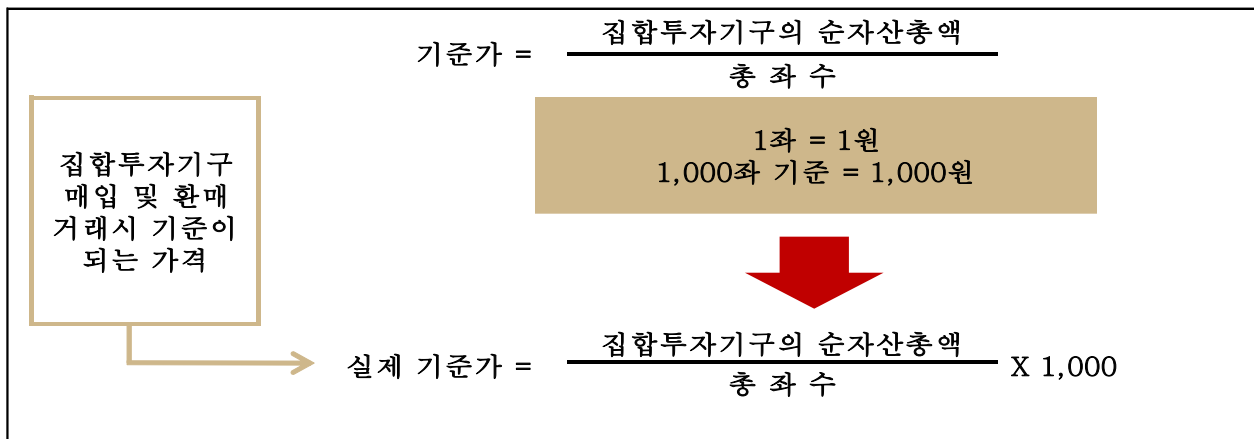 집합투자기구의 순자산총액
기준가 =
총 좌 수
1좌 = 1원
1,000좌 기준 = 1,000원
집합투자기구
매입 및 환매
거래시 기준이
되는 가격
집합투자기구의 순자산총액
실제 기준가 =
X 1,000
총 좌 수